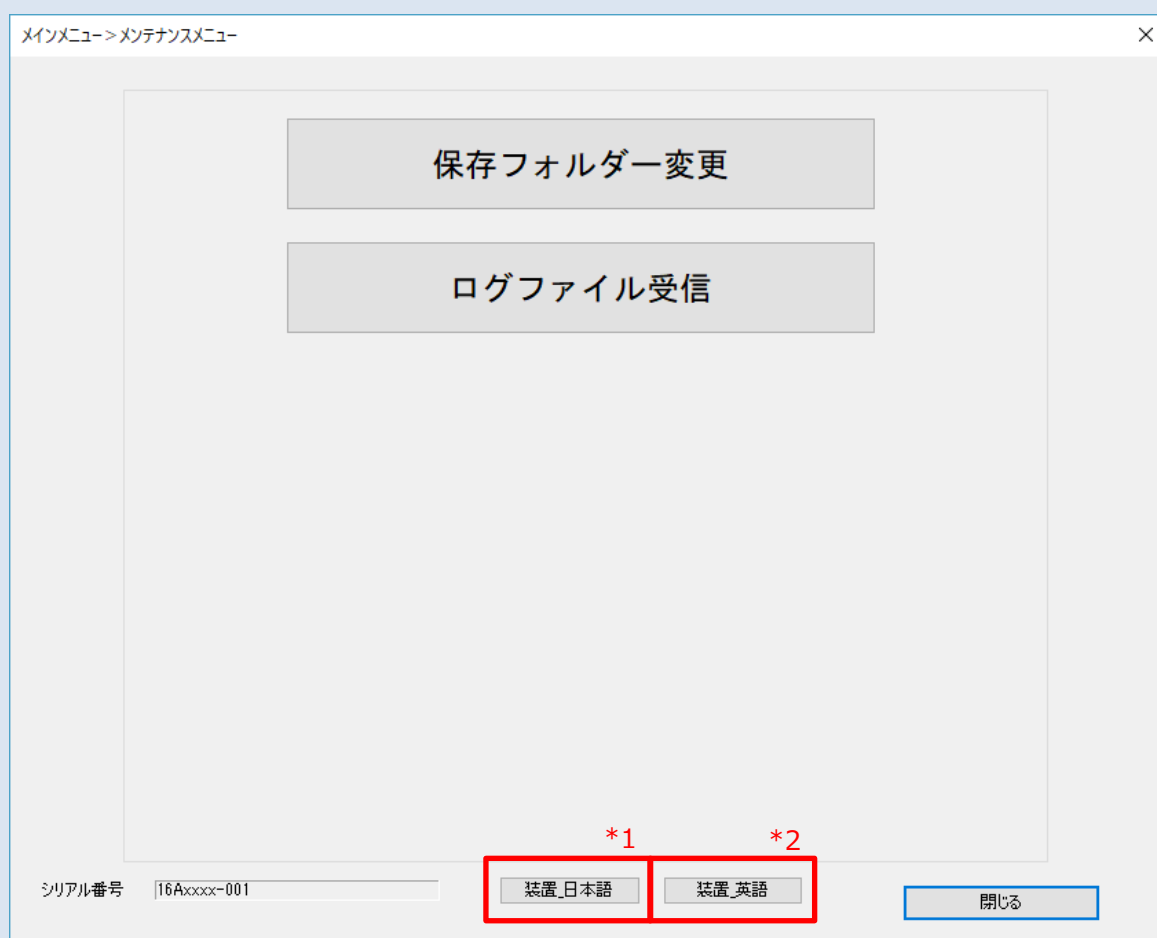 メインメニュー>メンテナンスメニュー
保存フォルダー変更
ログファイル受信
*1
*2
シリアル番号
16Axxxx-001
装置_日本語
装置_英語
閉じる